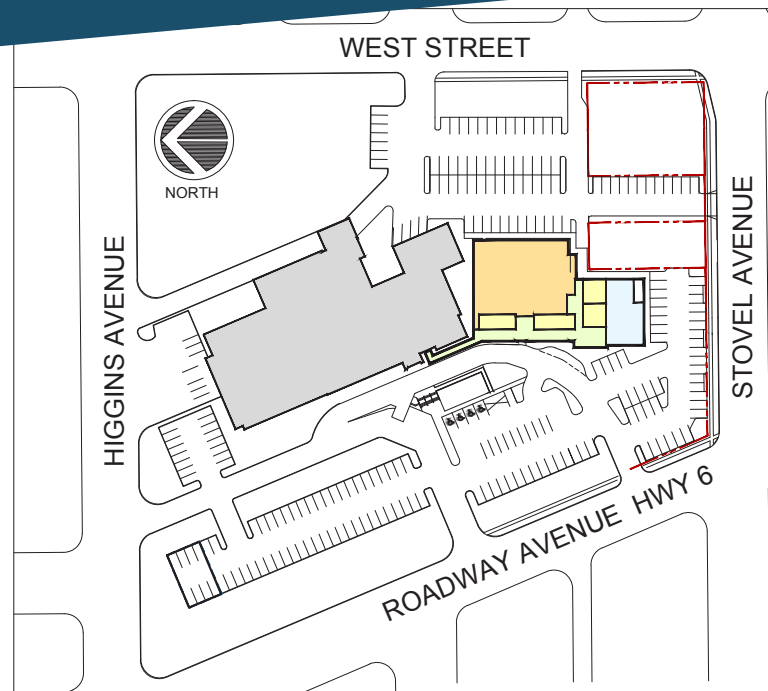 WEST STREET
NORTH
HIGGINS AVENUE
STOVEL AVENUE
ROADWAY AVENUE HWY 6